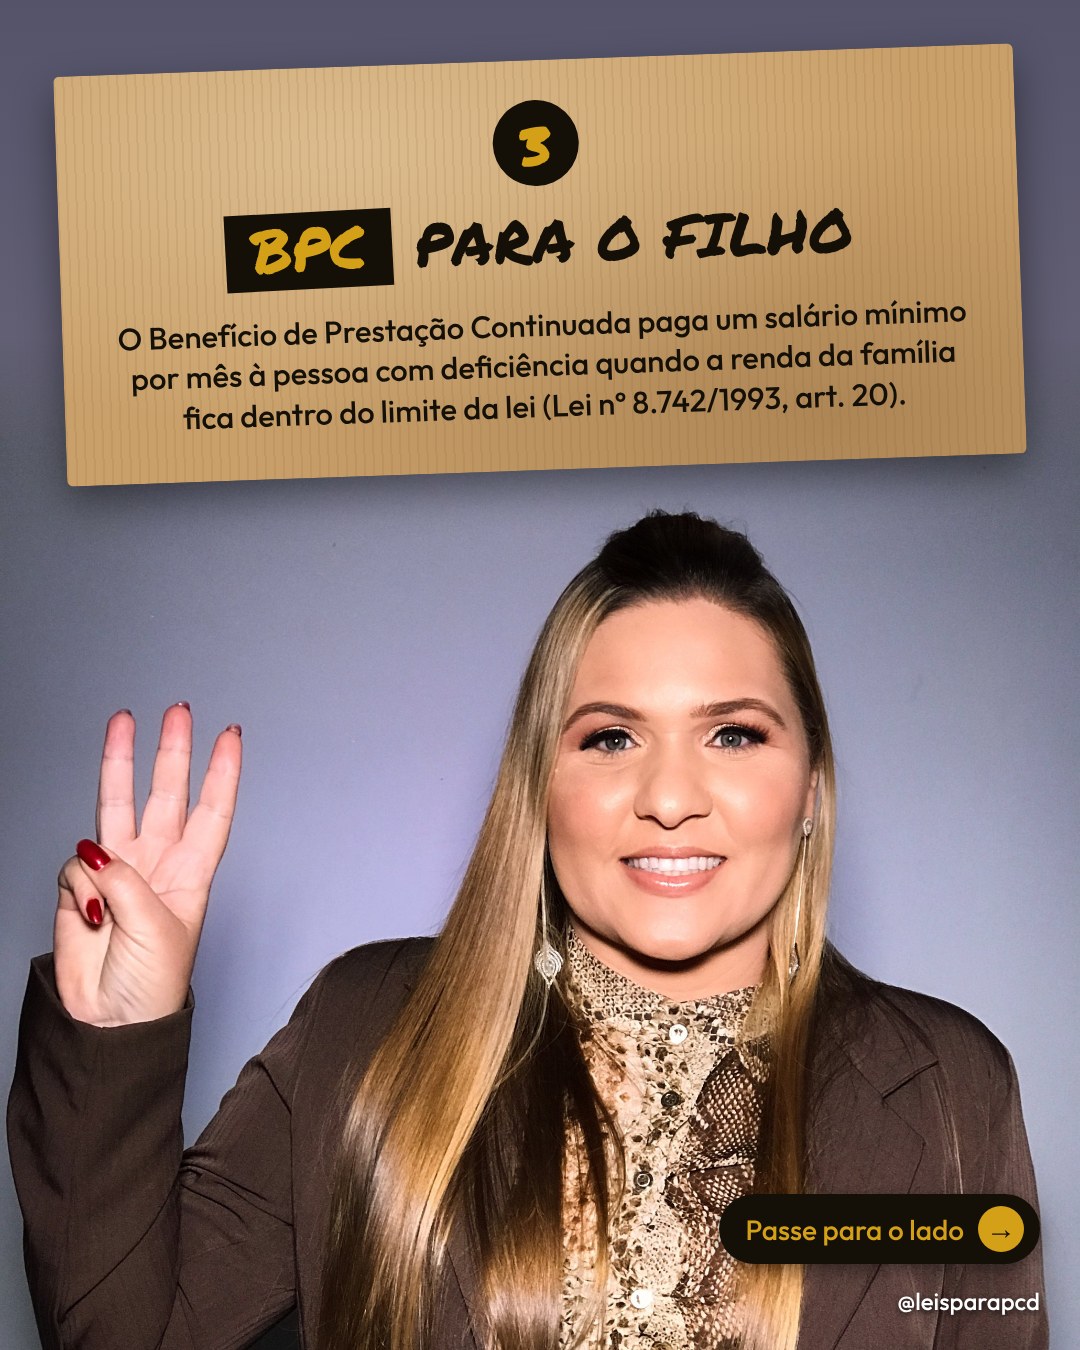 3
BPC PARA O FILHO
O Benefício de Prestação Continuada paga um salário mínimo
por mês à pessoa com deficiência quando a renda da família
fica dentro do limite da lei (Lei nº 8.742/1993, art. 20).
Passe para o lado →
@leisparapcd